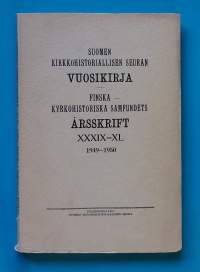 SUOMEN
KIRKKOHISTORIALLISEN SEURAN
VUOSIKIRJA
FINSKA
KYRKOHISTORISKA SAMFUNDETS
ÅRSSKRIFT
XXXIX–XL
1949–1950